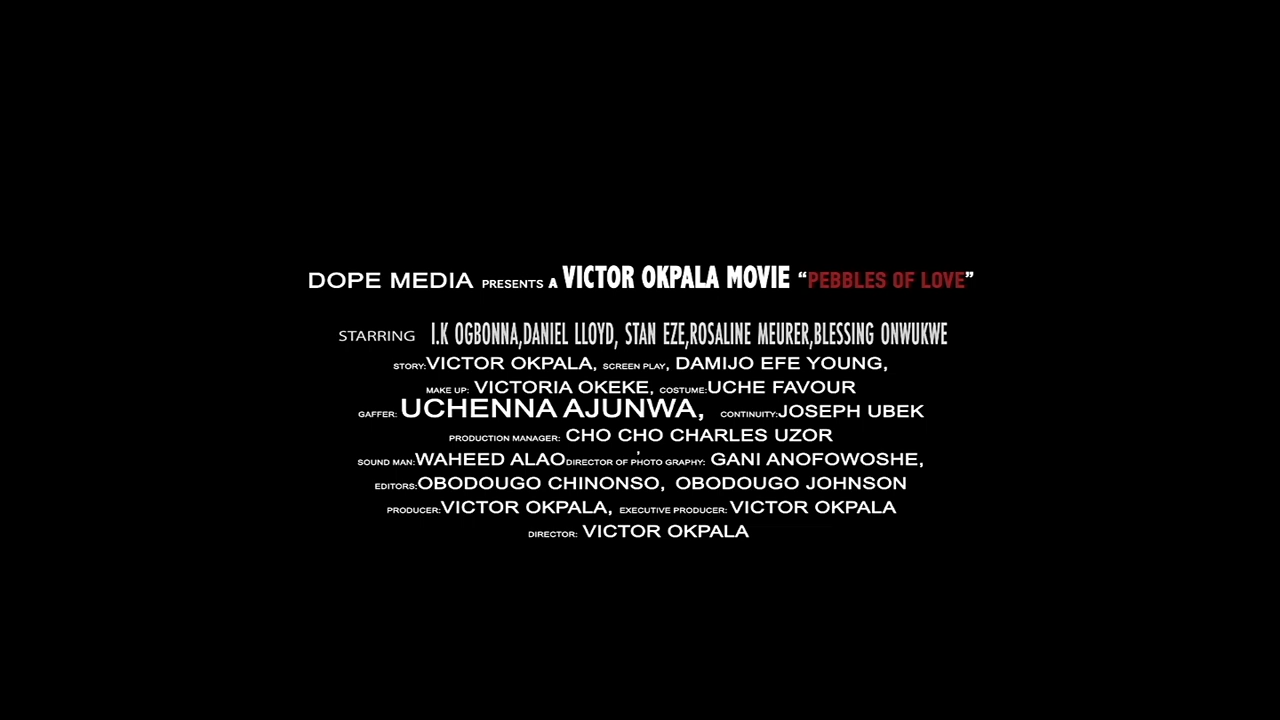 DOPE MEDIA PRESENTS A VICTOR OKPALA MOVIE “PEBBLES OF LOVE”
STARRING I.K OGBONNA,DANIEL LLOYD, STAN EZE,ROSALINE MEURER,BLESSING ONWUKWE
STORY:VICTOR OKPALA, SCREEN PLAY, DAMIJO EFE YOUNG,
MAKE UP: VICTORIA OKEKE, COSTUME:UCHE FAVOUR
GAFFER: UCHENNA AJUNWA, CONTINUITY:JOSEPH UBEK
PRODUCTION MANAGER: CHO CHO CHARLES UZOR
SOUND MAN:WAHEED ALAO, DIRECTOR OF PHOTO GRAPHY: GANI ANOFOWOSHE,
EDITORS:OBODOUGO CHINONSO, OBODOUGO JOHNSON
PRODUCER:VICTOR OKPALA, EXECUTIVE PRODUCER: VICTOR OKPALA
DIRECTOR: VICTOR OKPALA